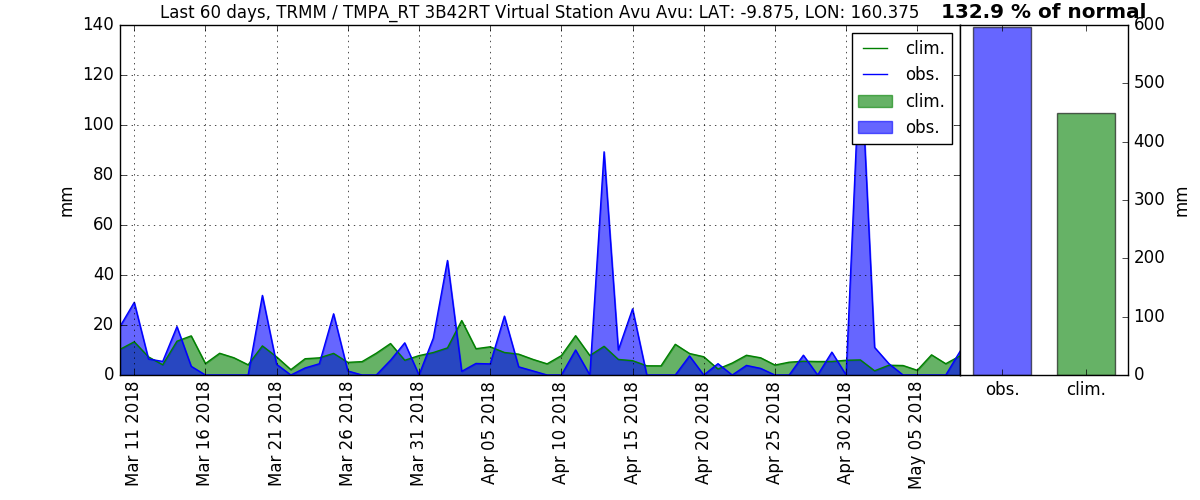 Last 60 days, TRMM / TMPA_RT 3B42RT Virtual Station Avu Avu: LAT: -9.875, LON: 160.375
132.9 % of normal
140
120
100
80
60
40
20
0
mm
clim.
obs.
clim.
obs.
Mar 11 2018
Mar 16 2018
Mar 21 2018
Mar 26 2018
Mar 31 2018
Apr 05 2018
Apr 10 2018
Apr 15 2018
Apr 20 2018
Apr 25 2018
Apr 30 2018
May 05 2018
600
500
400
300
200
100
0
mm
obs.
clim.